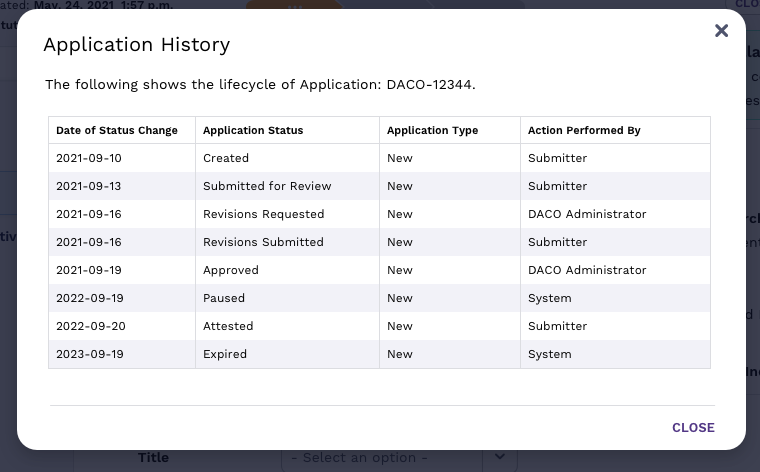 ated: May. 24, 2021 1:57 p.m.
CLO
Application History
The following shows the lifecycle of Application: DACO-12344.
Date of Status Change Application Status Application Type Action Performed By
2021-09-10 Created New Submitter
2021-09-13 Submitted for Review New Submitter
2021-09-16 Revisions Requested New DACO Administrator
2021-09-16 Revisions Submitted New Submitter
2021-09-19 Approved New DACO Administrator
2022-09-19 Paused New System
2022-09-20 Attested New Submitter
2023-09-19 Expired New System
CLOSE
Title - Select an option -